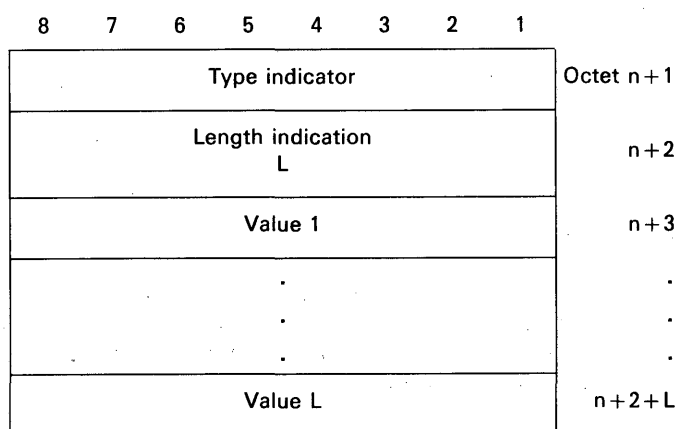 8 7 6 5 4 3 2 1
Type indicator Octet n+1
Length indication
L n+2
Value 1 n+3
. .
. .
. .
Value L n+2+L